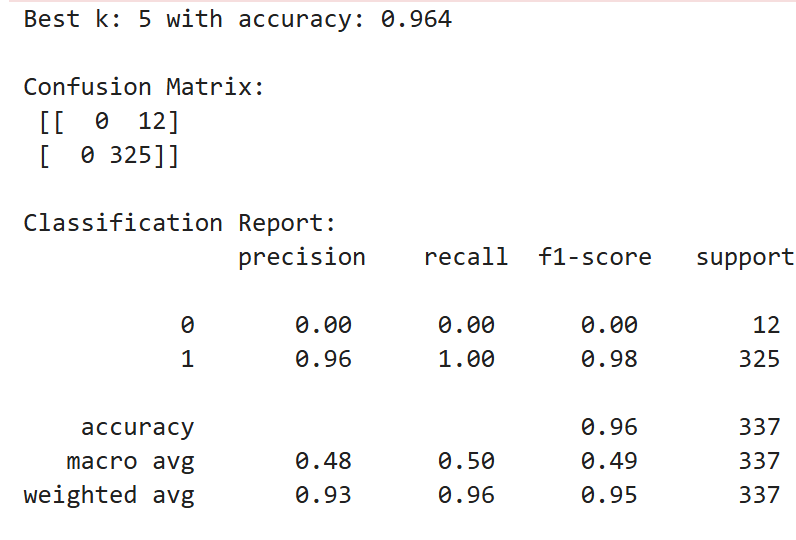 Best k: 5 with accuracy: 0.964
Confusion Matrix:
[[  0  12]
[  0 325]]
Classification Report:
precision    recall  f1-score   support
0       0.00      0.00      0.00        12
1       0.96      1.00      0.98       325
accuracy                           0.96       337
macro avg       0.48      0.50      0.49       337
weighted avg       0.93      0.96      0.95       337